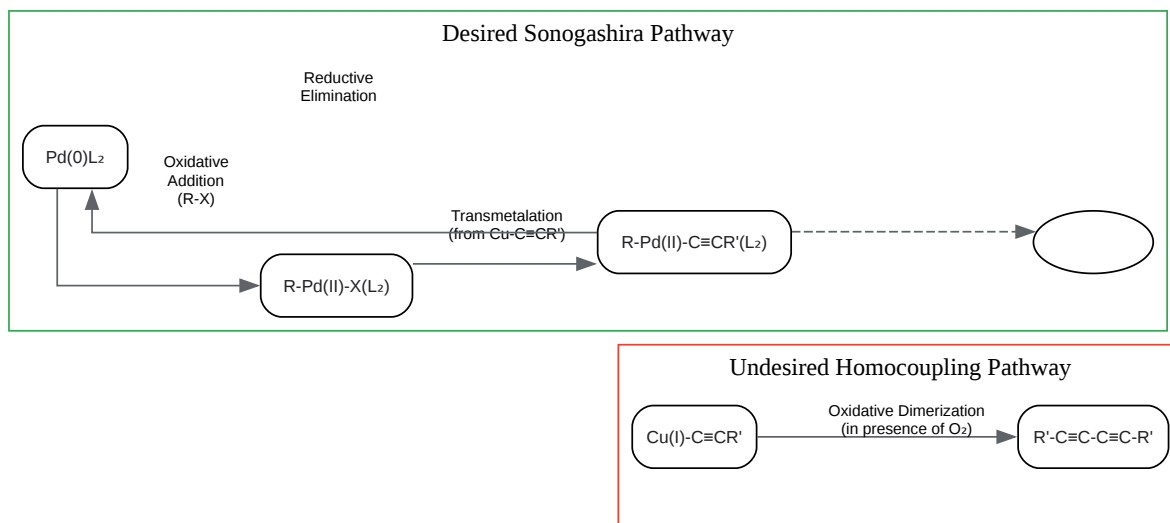 Desired Sonogashira Pathway
Reductive
Elimination
Pd(0)L₂
Oxidative
Addition
(R-X)
Transmetalation
(from Cu-C≡CR')
R-Pd(II)-C≡CR'(L₂)
R-Pd(II)-X(L₂)
Undesired Homocoupling Pathway
Oxidative Dimerization
(in presence of O₂)
Cu(I)-C≡CR'
R'-C≡C-C≡C-R'